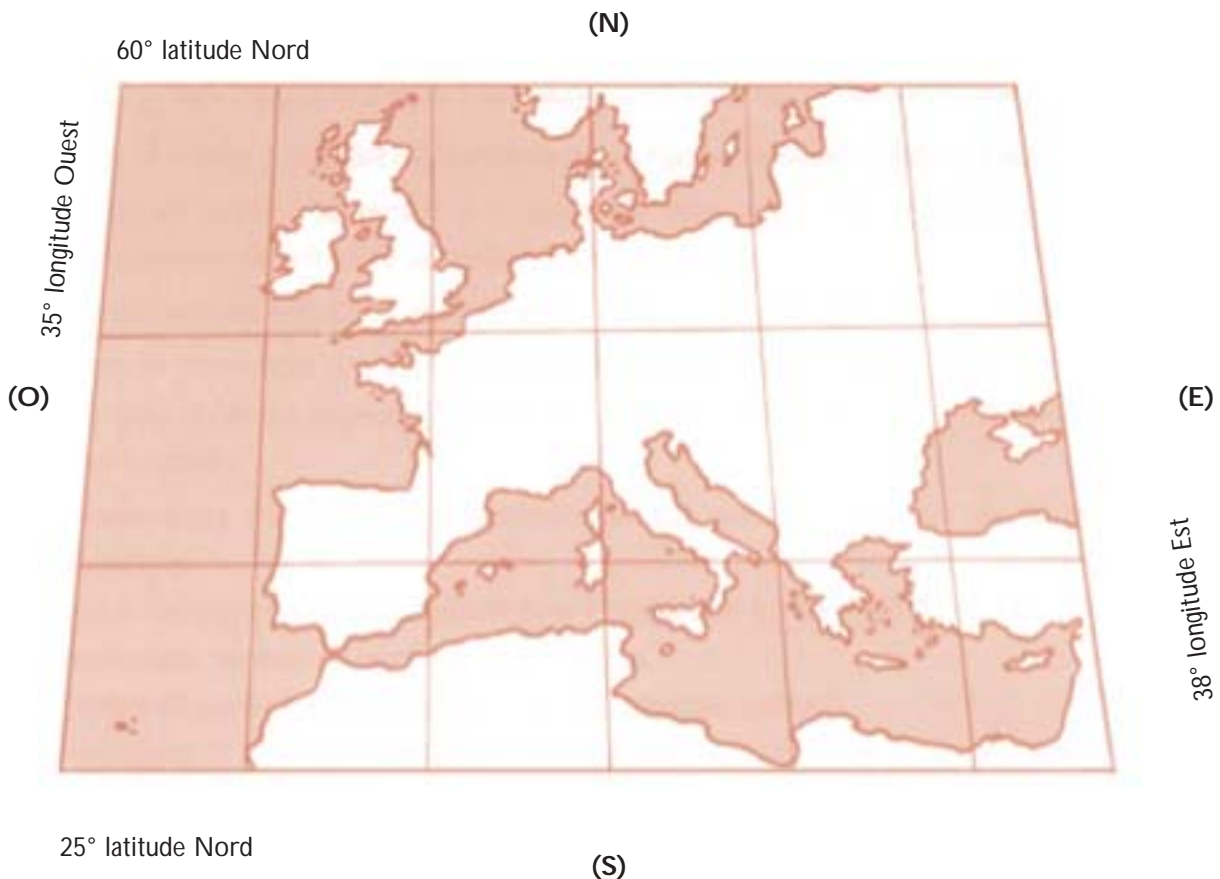 (N)
60° latitude Nord
35° longitude Ouest
(O)
(E)
38° longitude Est
25° latitude Nord
(S)